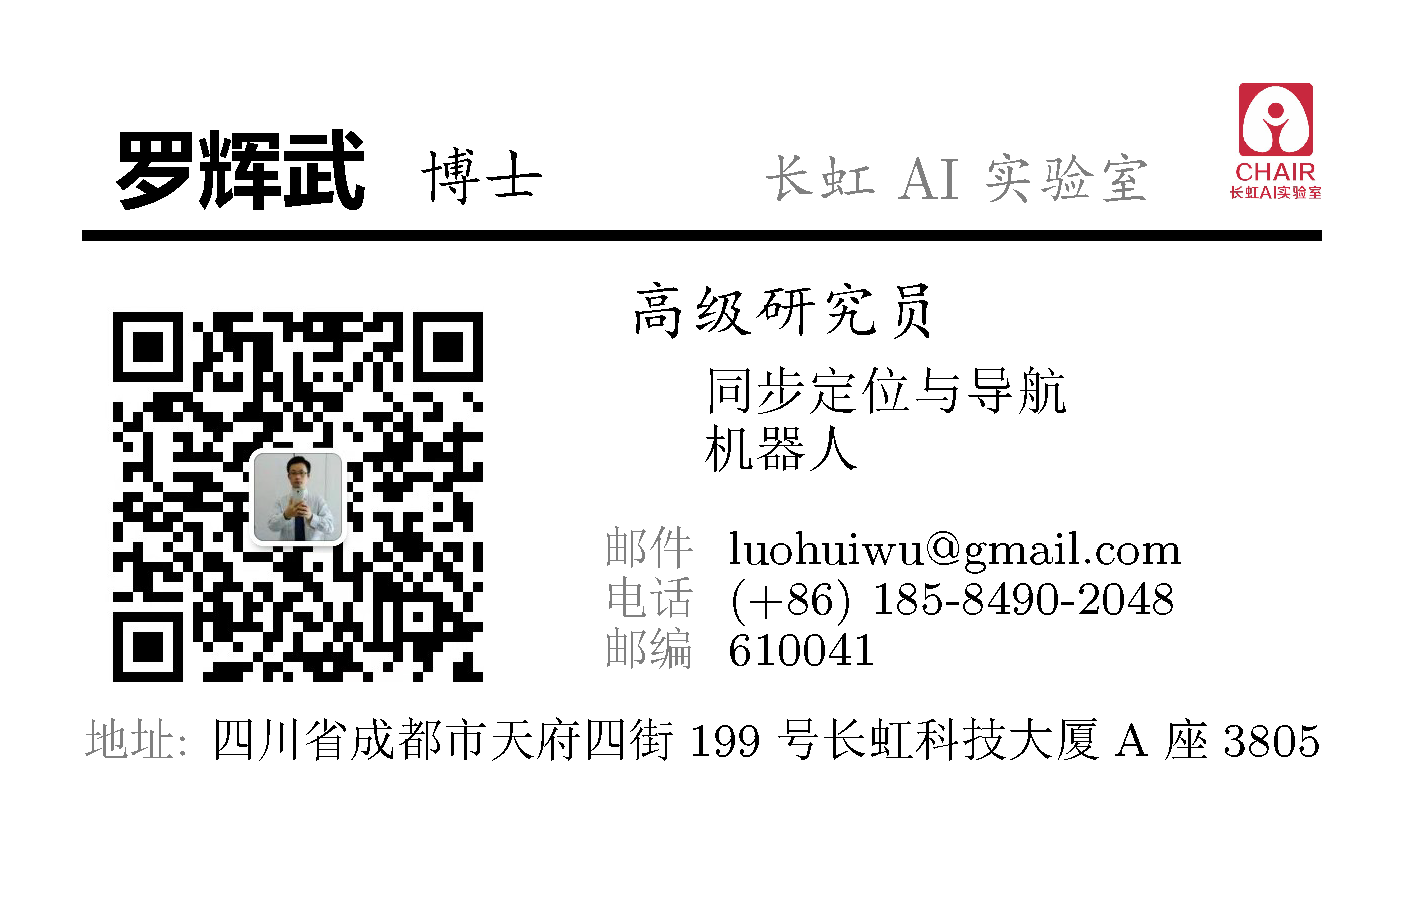 罗辉武 博士 长虹 AI 实验室
CHAIR
长虹AI实验室
高级研究员
同步定位与导航
机器人
邮件 luohuiwu@gmail.com
电话 (+86) 185-8490-2048
邮编 610041
地址: 四川省成都市天府四街 199 号长虹科技大厦 A 座 3805